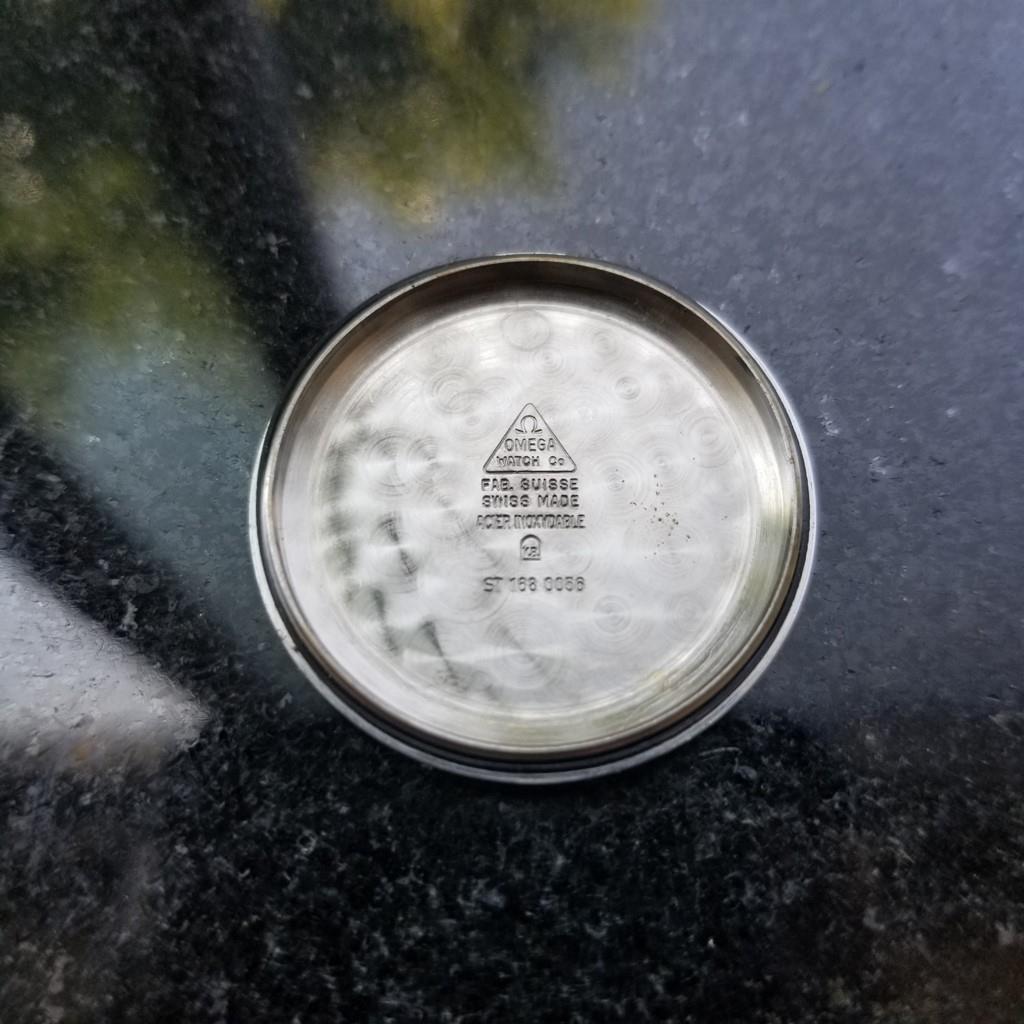 Ω
OMEGA
WATCH Co
FAB. SUISSE
SWISS MADE
ACIER INOXYDABLE
ST 168 0056